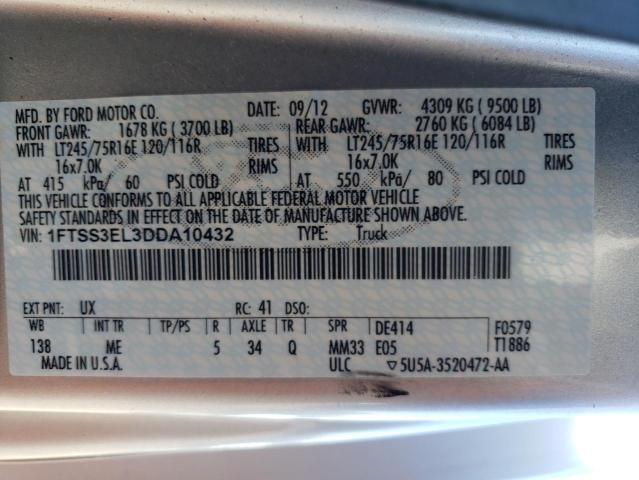 MFD. BY FORD MOTOR CO. DATE: 09/12 GVWR: 4309 KG ( 9500 LB)
FRONT GAWR: 1678 KG ( 3700 LB) REAR GAWR: 2760 KG ( 6084 LB)
WITH LT245/75R16E 120/116R TIRES WITH LT245/75R16E 120/116R TIRES
16x7.0K RIMS 16x7.0K RIMS
AT 415 kPa/ 60 PSI COLD AT 550 kPa/ 80 PSI COLD
THIS VEHICLE CONFORMS TO ALL APPLICABLE FEDERAL MOTOR VEHICLE
SAFETY STANDARDS IN EFFECT ON THE DATE OF MANUFACTURE SHOWN ABOVE.
VIN: 1FTSS3EL3DDA10432 TYPE: Truck
EXT PNT: UX RC: 41 DSO:
WB INT TR TP/PS R AXLE TR SPR DE414 F0579
138 ME 5 34 Q MM33 E05 T1886
MADE IN U.S.A. ULC ▽5U5A-3520472-AA